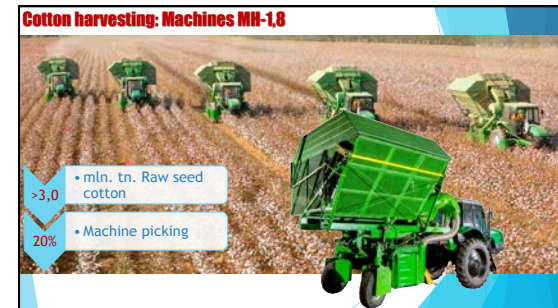 Cotton harvesting: Machines MH-1,8
>3,0
• mln. tn. Raw seed
cotton
20%
• Machine picking